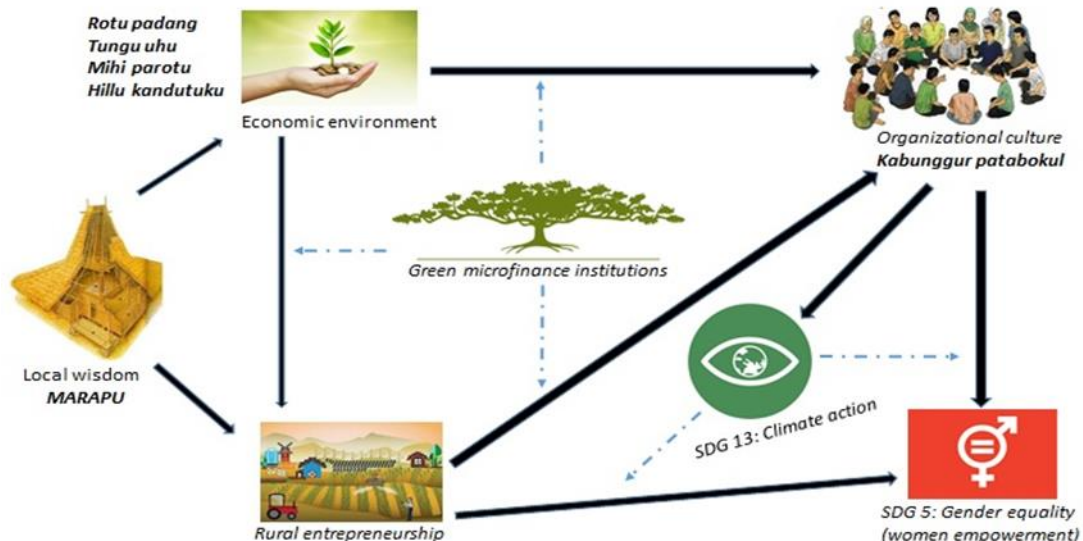 Rotu padang
Tungu uhu
Mihi parotu
Hillu kandutuku
Economic environment
Organizational culture
Kabunggur patabokul
Green microfinance institutions
Local wisdom
MARAPU
SDG 13: Climate action
Rural entrepreneurship
SDG 5: Gender equality
(women empowerment)